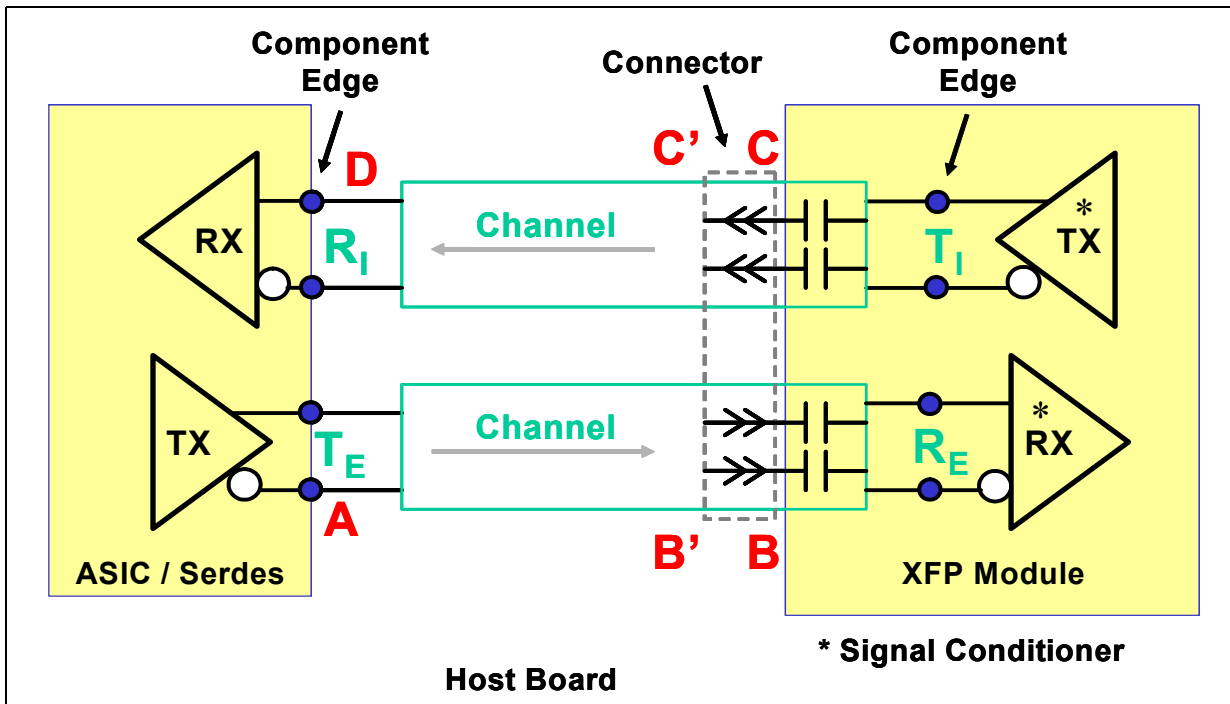 Component
Edge
Connector
Component
Edge
D
C’
C
RX
R_I
Channel
T_I
*
TX
TX
T_E
Channel
R_E
*
RX
A
B’
B
ASIC / Serdes
XFP Module
* Signal Conditioner
Host Board